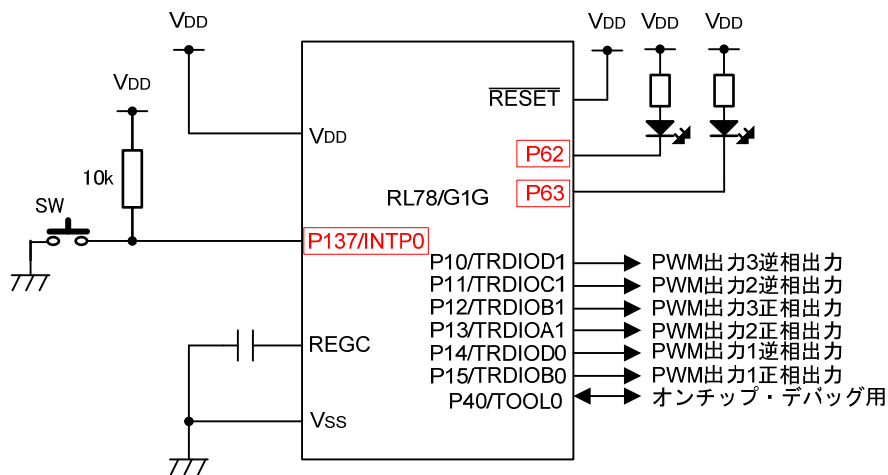 VDD
VDD
VDD
VDD
VDD
RESET
VDD
P62
10k
RL78/G1G
P63
SW
P137/INTP0
P10/TRDIOD1 PWM出力3逆相出力
P11/TRDIOC1 PWM出力2逆相出力
P12/TRDIOB1 PWM出力3正相出力
P13/TRDIOA1 PWM出力2正相出力
REGC
P14/TRDIOD0 PWM出力1逆相出力
P15/TRDIOB0 PWM出力1正相出力
P40/TOOL0 オンチップ・デバッグ用
VSS